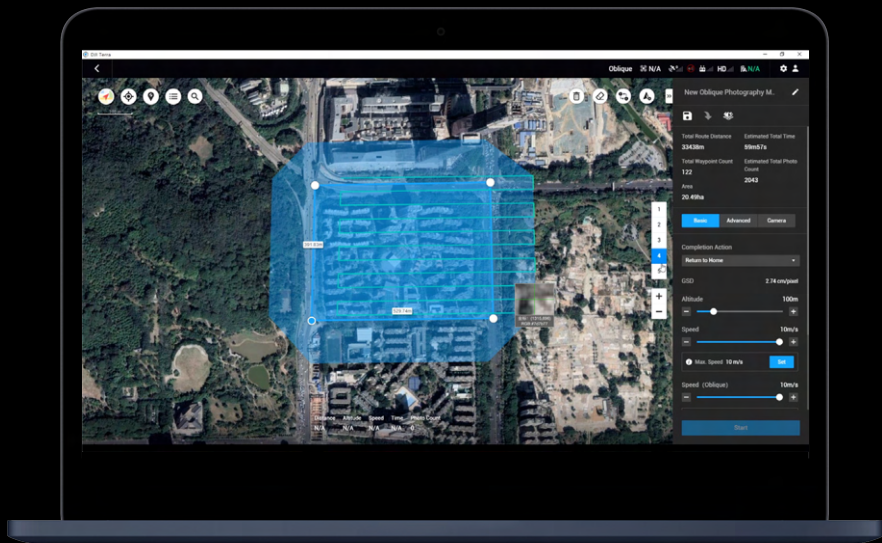 DJI Terra
Oblique N/A HD N/A
New Oblique Photography M..
Total Route Distance Estimated Total Time
33438m 59m57s
Total Waypoint Count Estimated Total Photo Count
122 2043
Area
20.49ha
Basic Advanced Camera
Completion Action
Return to Home
GSD 2.74 cm/pixel
Altitude 100m
Speed 10m/s
Max. Speed 10 m/s Set
Speed (Oblique) 10m/s
Start
1
2
3
4
Distance Altitude Speed Time Photo Count
N/A N/A N/A N/A 0